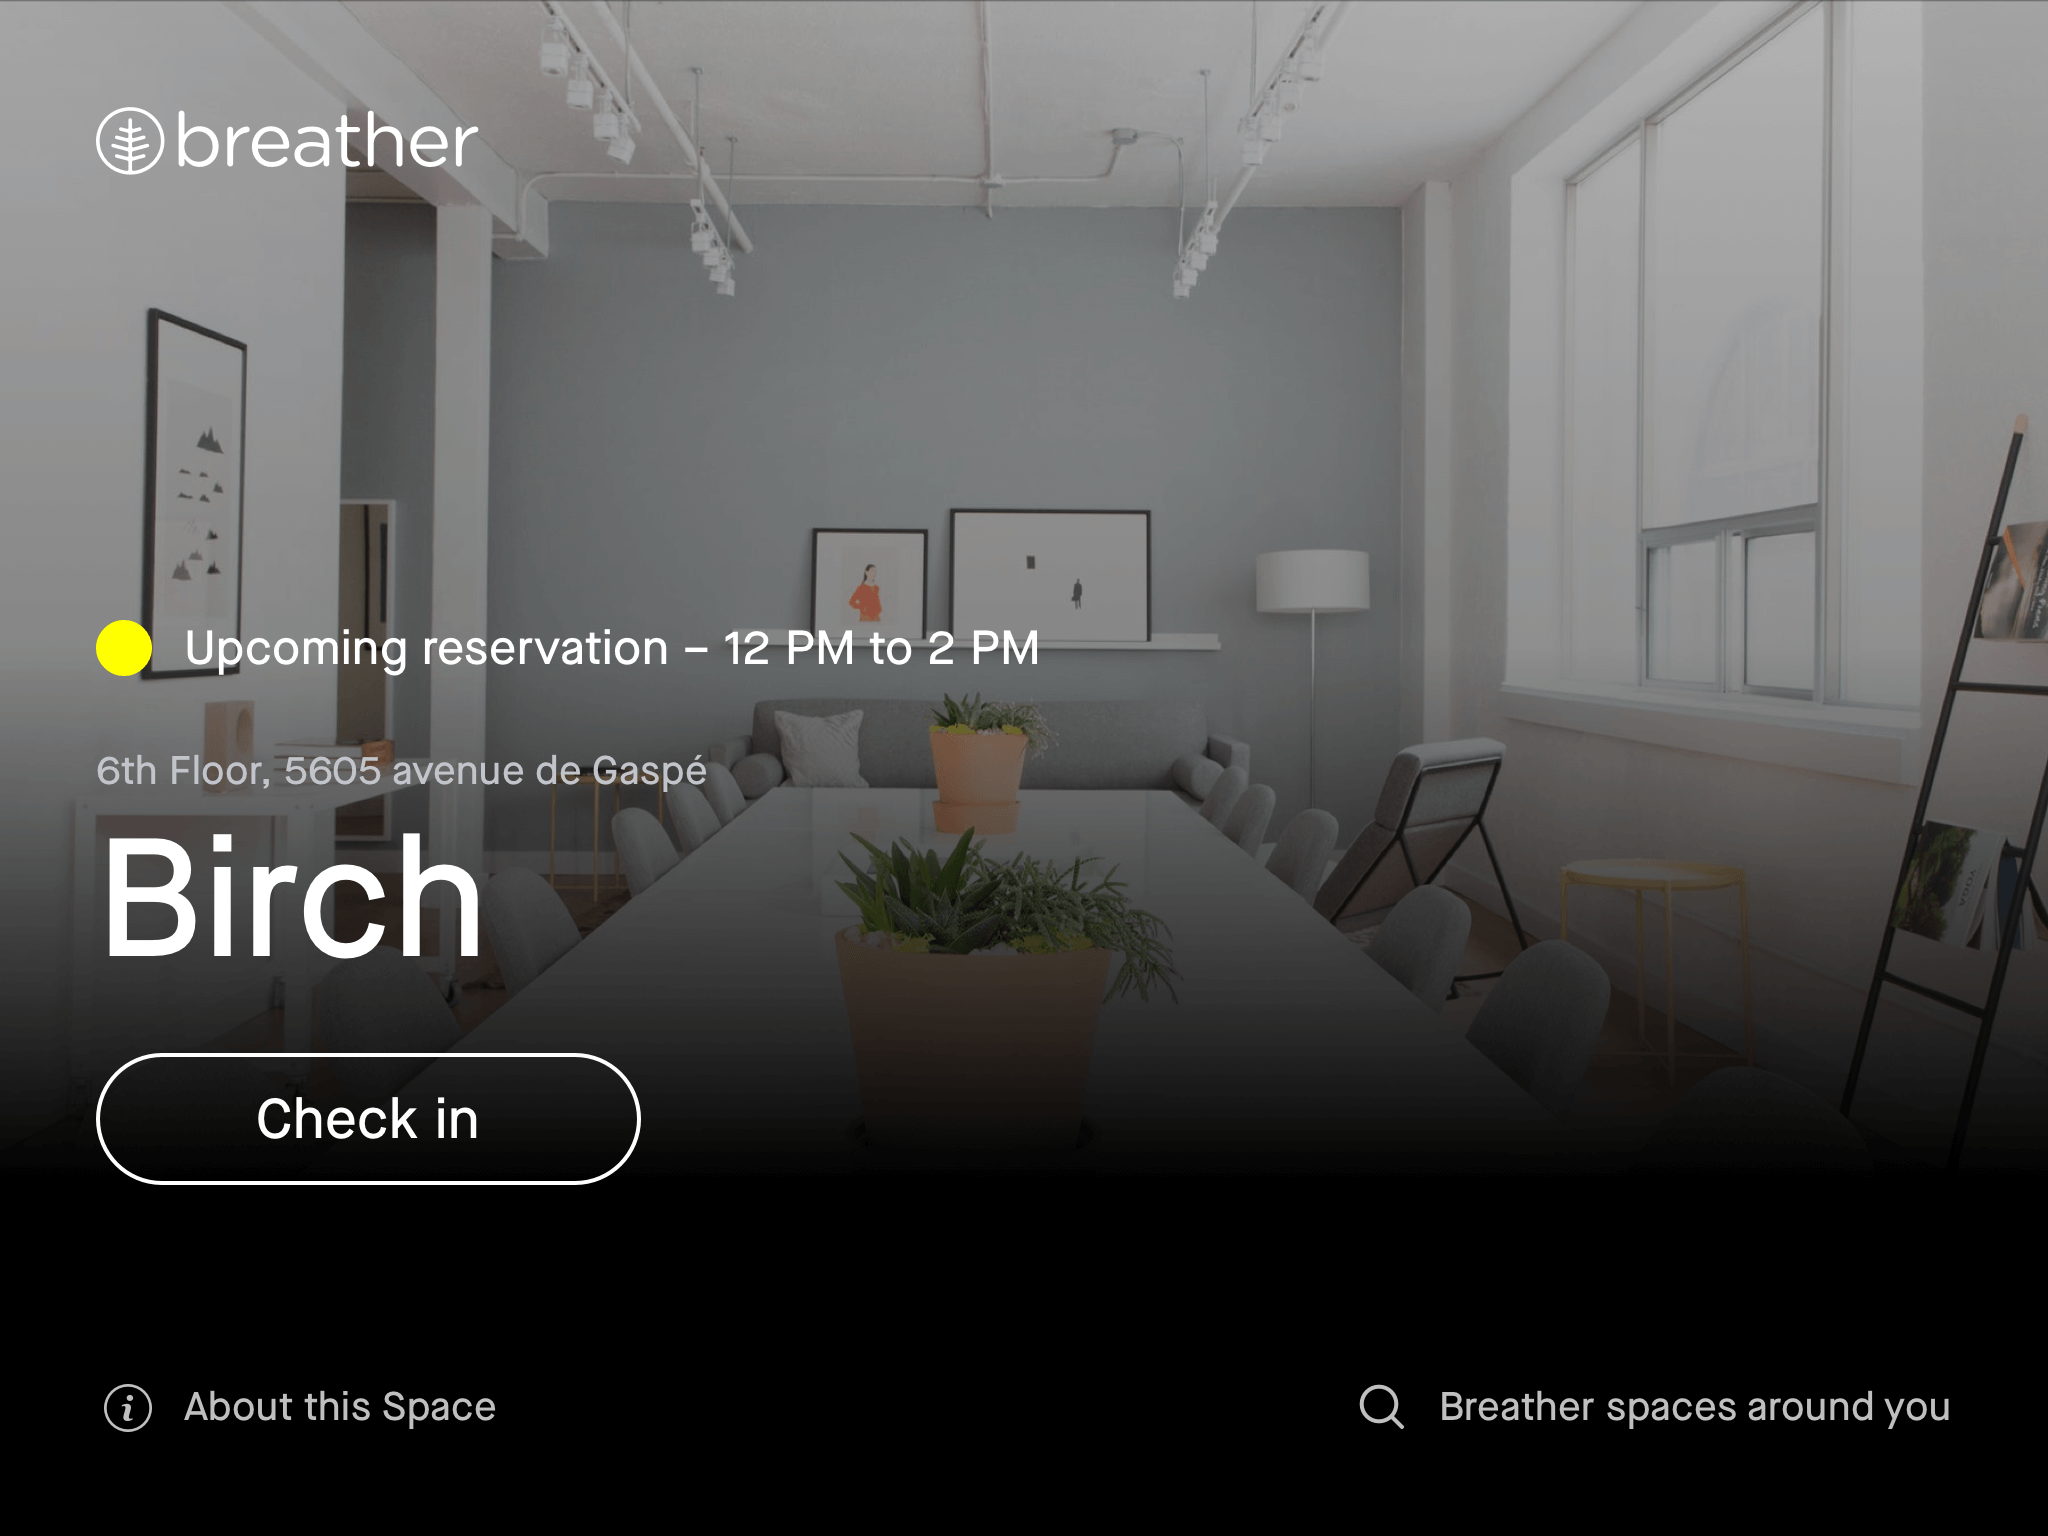 breather
Upcoming reservation – 12 PM to 2 PM
6th Floor, 5605 avenue de Gaspé
Birch
Check in
About this Space
Breather spaces around you
YOGA